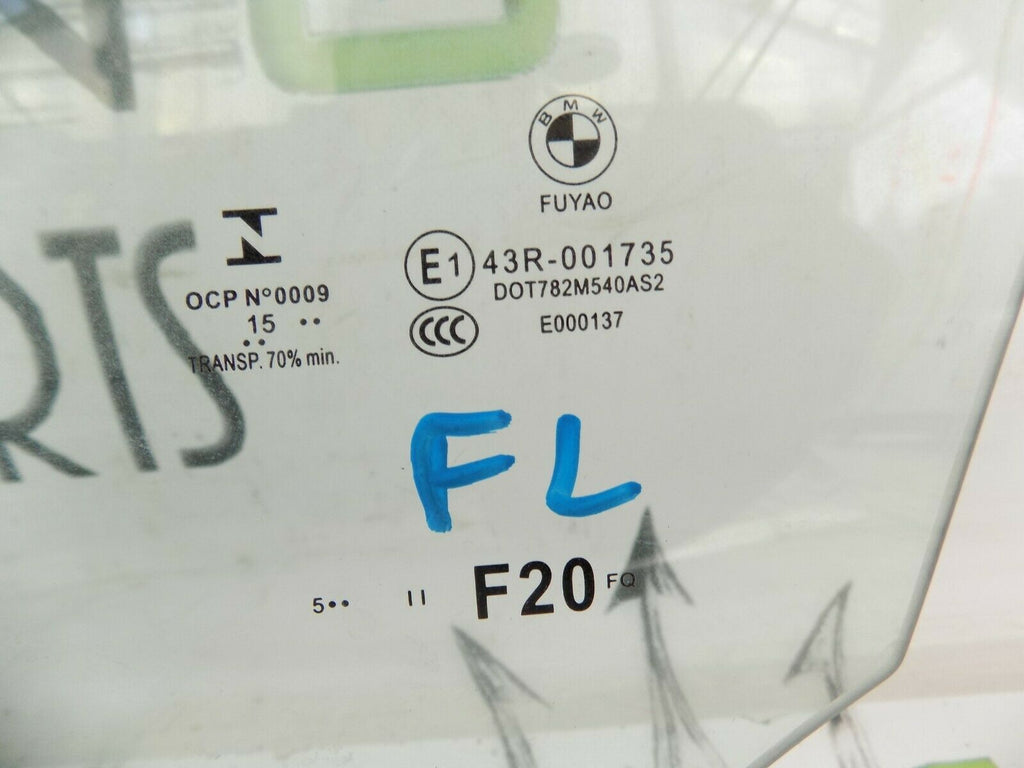 BMW
FUYAO
OCP N°0009
15 ••
••
TRANSP. 70% min.
E1 43R-001735
DOT782M540AS2
CCC E000137
RTS
FL
5•• II F20 FQ